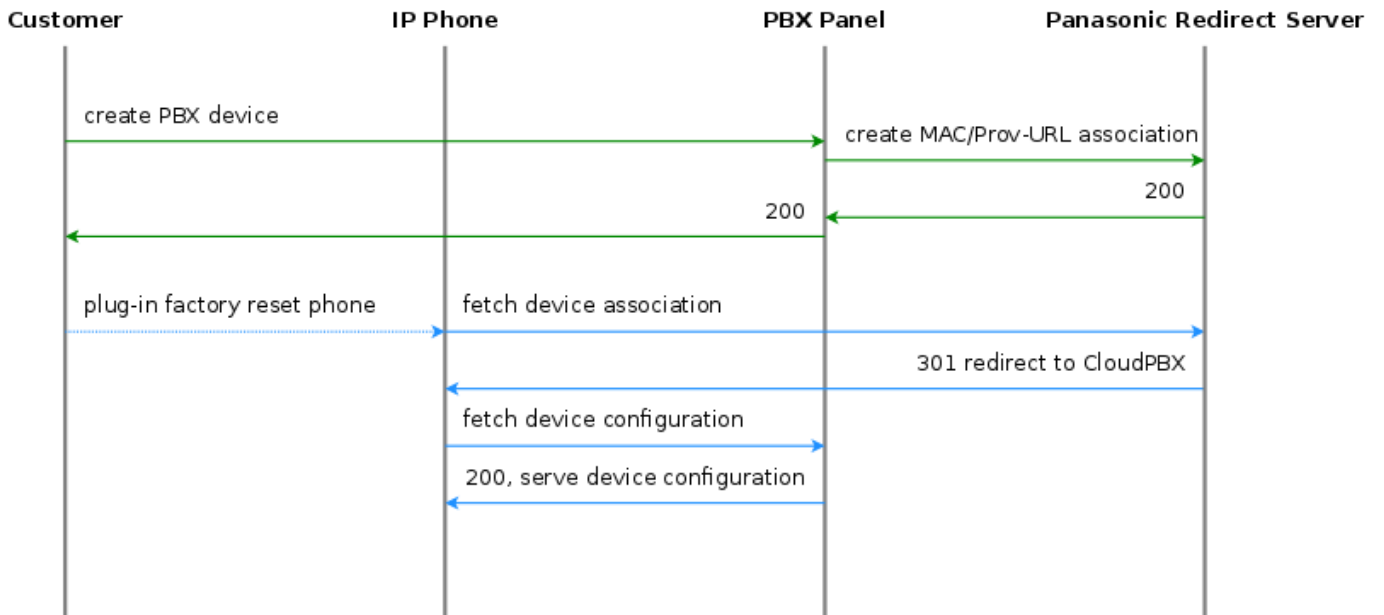 Customer
IP Phone
PBX Panel
Panasonic Redirect Server
create PBX device
create MAC/Prov-URL association
200
200
plug-in factory reset phone
fetch device association
301 redirect to CloudPBX
fetch device configuration
200, serve device configuration